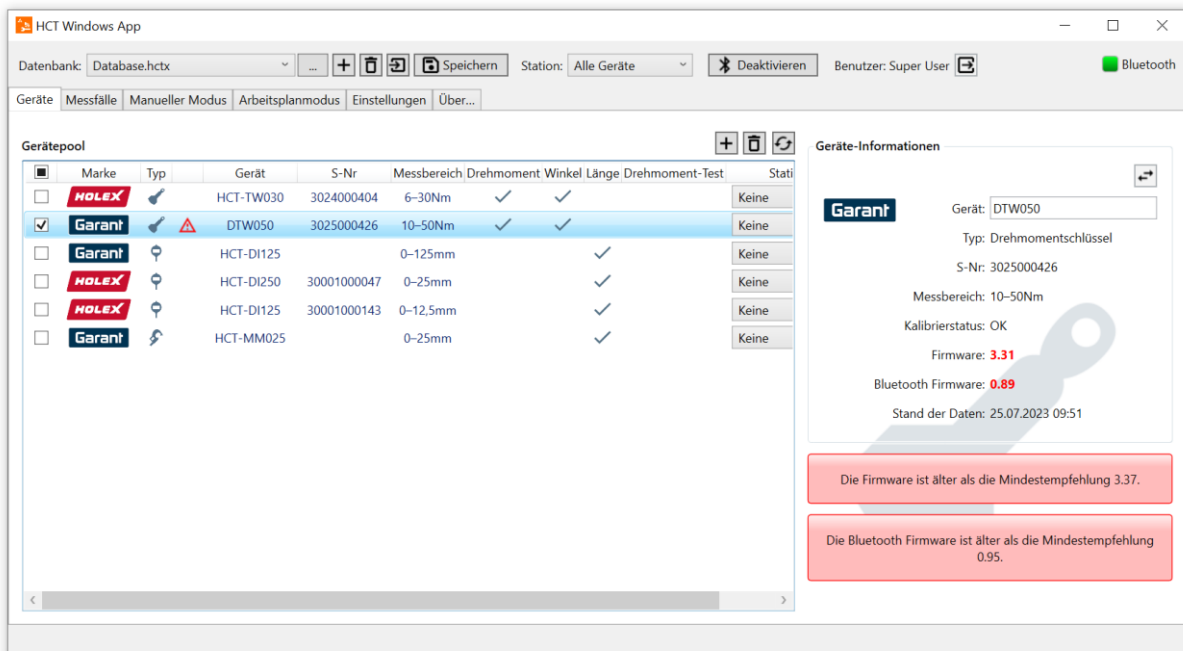 HCT Windows App
Datenbank: Database.hctx ... Speichern Station: Alle Geräte Deaktivieren Benutzer: Super User Bluetooth
Geräte Messfälle Manueller Modus Arbeitsplanmodus Einstellungen Über...
Gerätepool
Marke Typ Gerät S-Nr Messbereich Drehmoment Winkel Länge Drehmoment-Test Stati
HOLEX HCT-TW030 3024000404 6–30Nm Keine
Garant DTW050 3025000426 10–50Nm Keine
Garant HCT-DI125 0–125mm Keine
HOLEX HCT-DI250 30001000047 0–25mm Keine
HOLEX HCT-DI125 30001000143 0–12,5mm Keine
Garant HCT-MM025 0–25mm Keine
Geräte-Informationen
Garant Gerät: DTW050
Typ: Drehmomentschlüssel
S-Nr: 3025000426
Messbereich: 10–50Nm
Kalibrierstatus: OK
Firmware: 3.31
Bluetooth Firmware: 0.89
Stand der Daten: 25.07.2023 09:51
Die Firmware ist älter als die Mindestempfehlung 3.37.
Die Bluetooth Firmware ist älter als die Mindestempfehlung
0.95.